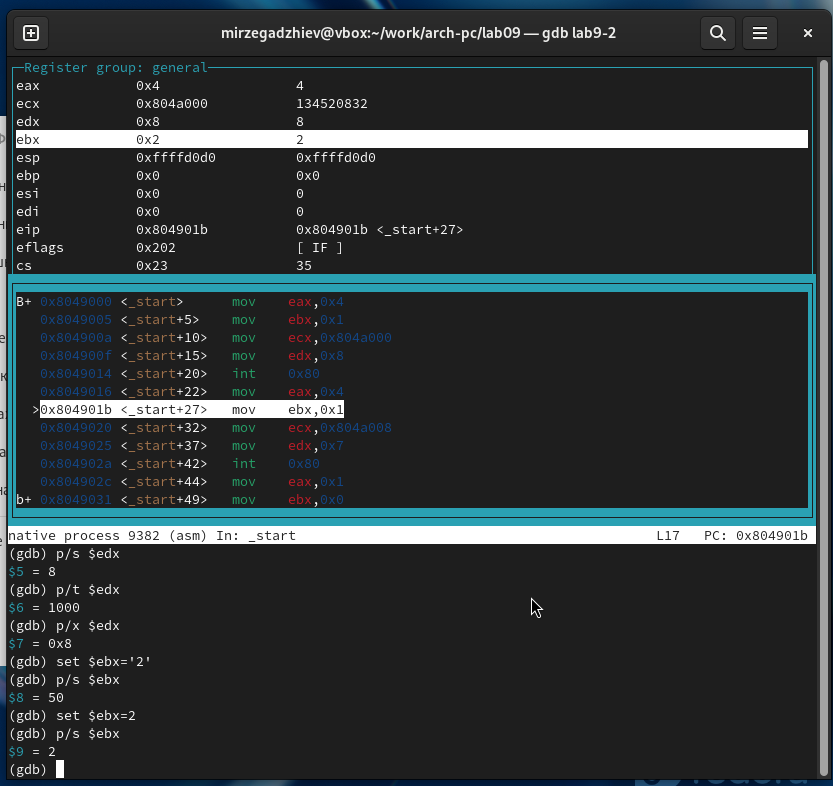 mirzegadzhiev@vbox:~/work/arch-pc/lab09 — gdb lab9-2
Register group: general
eax 0x4 4
ecx 0x804a000 134520832
edx 0x8 8
ebx 0x2 2
esp 0xffffd0d0 0xffffd0d0
ebp 0x0 0x0
esi 0x0 0
edi 0x0 0
eip 0x804901b 0x804901b <_start+27>
eflags 0x202 [ IF ]
cs 0x23 35
B+ 0x8049000 <_start> mov eax,0x4
0x8049005 <_start+5> mov ebx,0x1
0x804900a <_start+10> mov ecx,0x804a000
0x804900f <_start+15> mov edx,0x8
0x8049014 <_start+20> int 0x80
0x8049016 <_start+22> mov eax,0x4
>0x804901b <_start+27> mov ebx,0x1
0x8049020 <_start+32> mov ecx,0x804a008
0x8049025 <_start+37> mov edx,0x7
0x804902a <_start+42> int 0x80
0x804902c <_start+44> mov eax,0x1
b+ 0x8049031 <_start+49> mov ebx,0x0
native process 9382 (asm) In: _start L17 PC: 0x804901b
(gdb) p/s $edx
$5 = 8
(gdb) p/t $edx
$6 = 1000
(gdb) p/x $edx
$7 = 0x8
(gdb) set $ebx='2'
(gdb) p/s $ebx
$8 = 50
(gdb) set $ebx=2
(gdb) p/s $ebx
$9 = 2
(gdb)